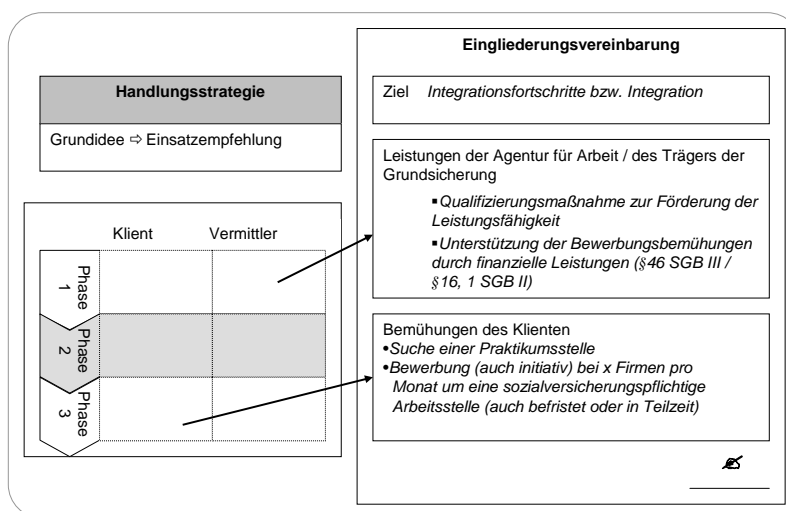 Handlungsstrategie
Grundidee ⇨ Einsatzempfehlung
Klient Vermittler
Phase 1
Phase 2
Phase 3
Eingliederungsvereinbarung
Ziel Integrationsfortschritte bzw. Integration
Leistungen der Agentur für Arbeit / des Trägers der
Grundsicherung
▪Qualifizierungsmaßnahme zur Förderung der
Leistungsfähigkeit
▪Unterstützung der Bewerbungsbemühungen
durch finanzielle Leistungen (§46 SGB III /
§16, 1 SGB II)
Bemühungen des Klienten
•Suche einer Praktikumsstelle
•Bewerbung (auch initiativ) bei x Firmen pro
Monat um eine sozialversicherungspflichtige
Arbeitsstelle (auch befristet oder in Teilzeit)